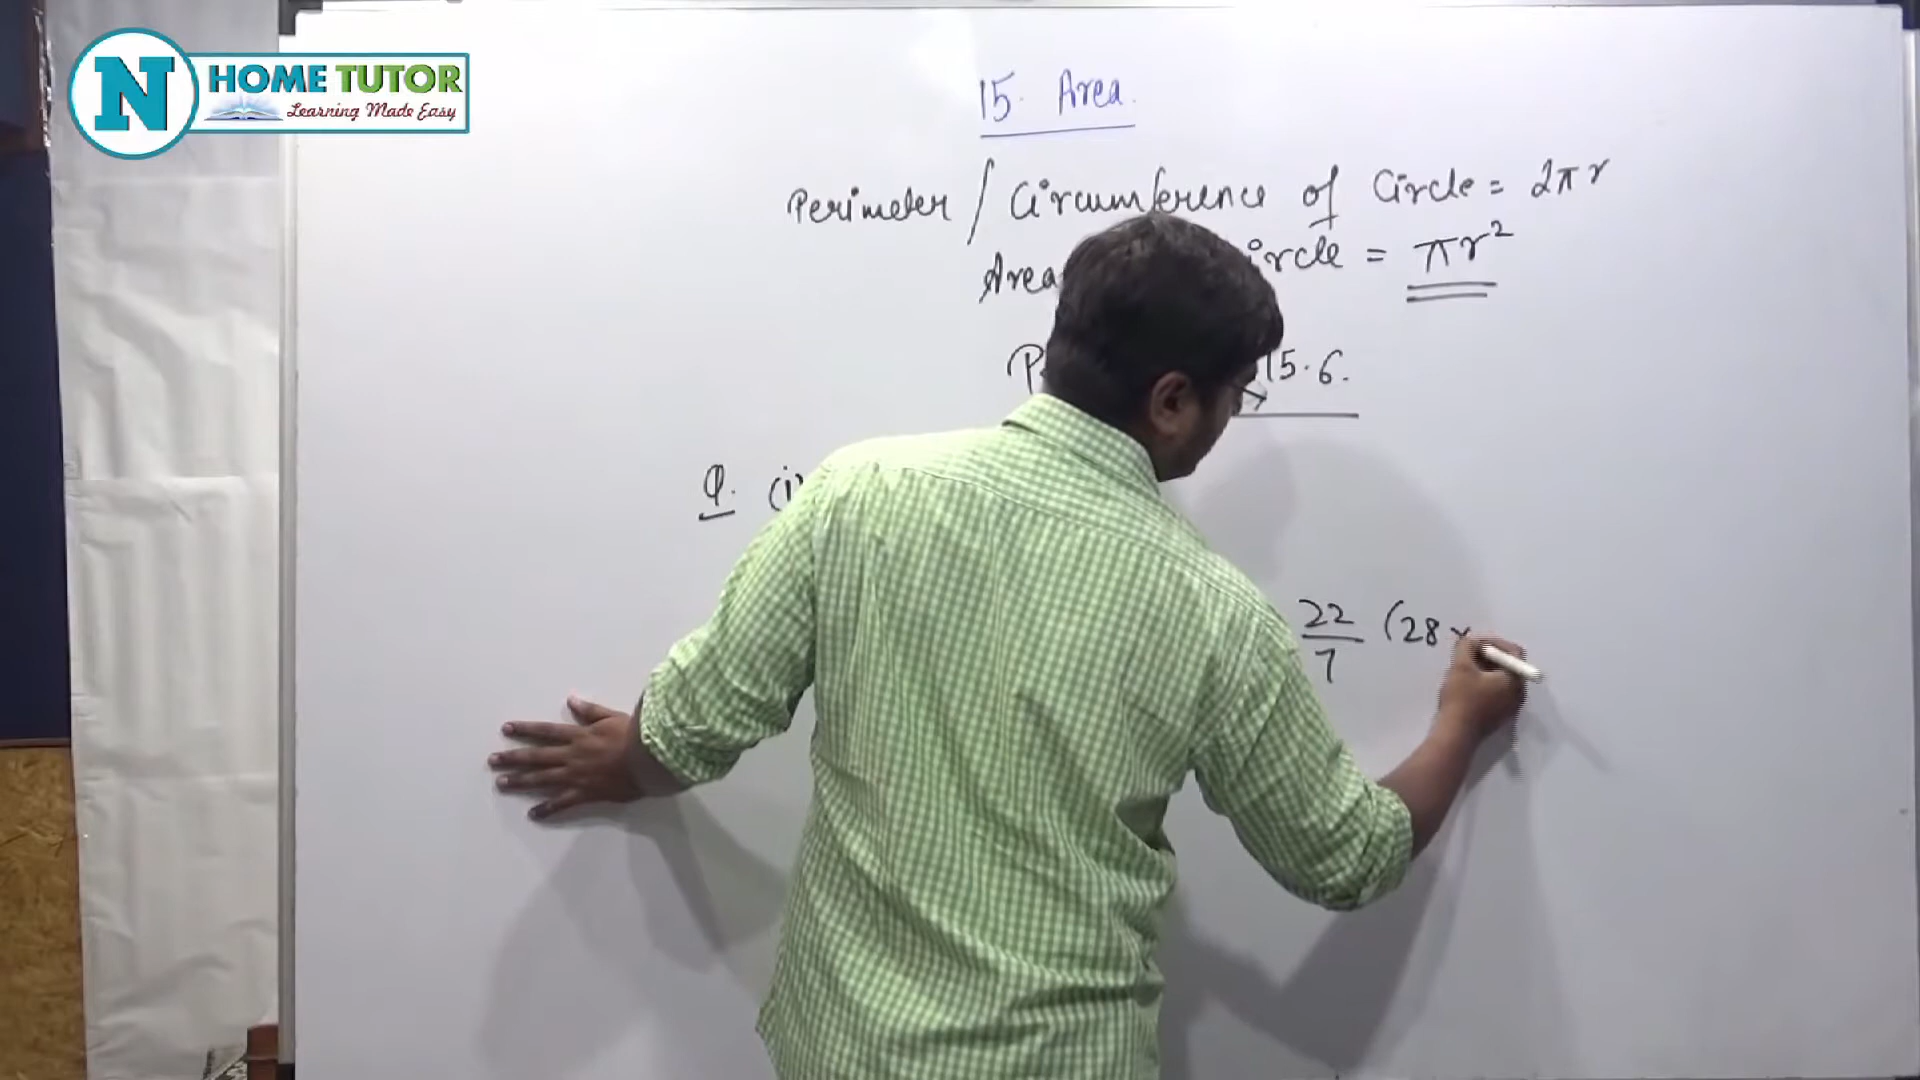 N HOME TUTOR
Learning Made Easy
15. Area.
Perimeter / Circumference of Circle = 2πr
Area Circle = πr²
15.6.
Q. (i)
22/7 (28 ×